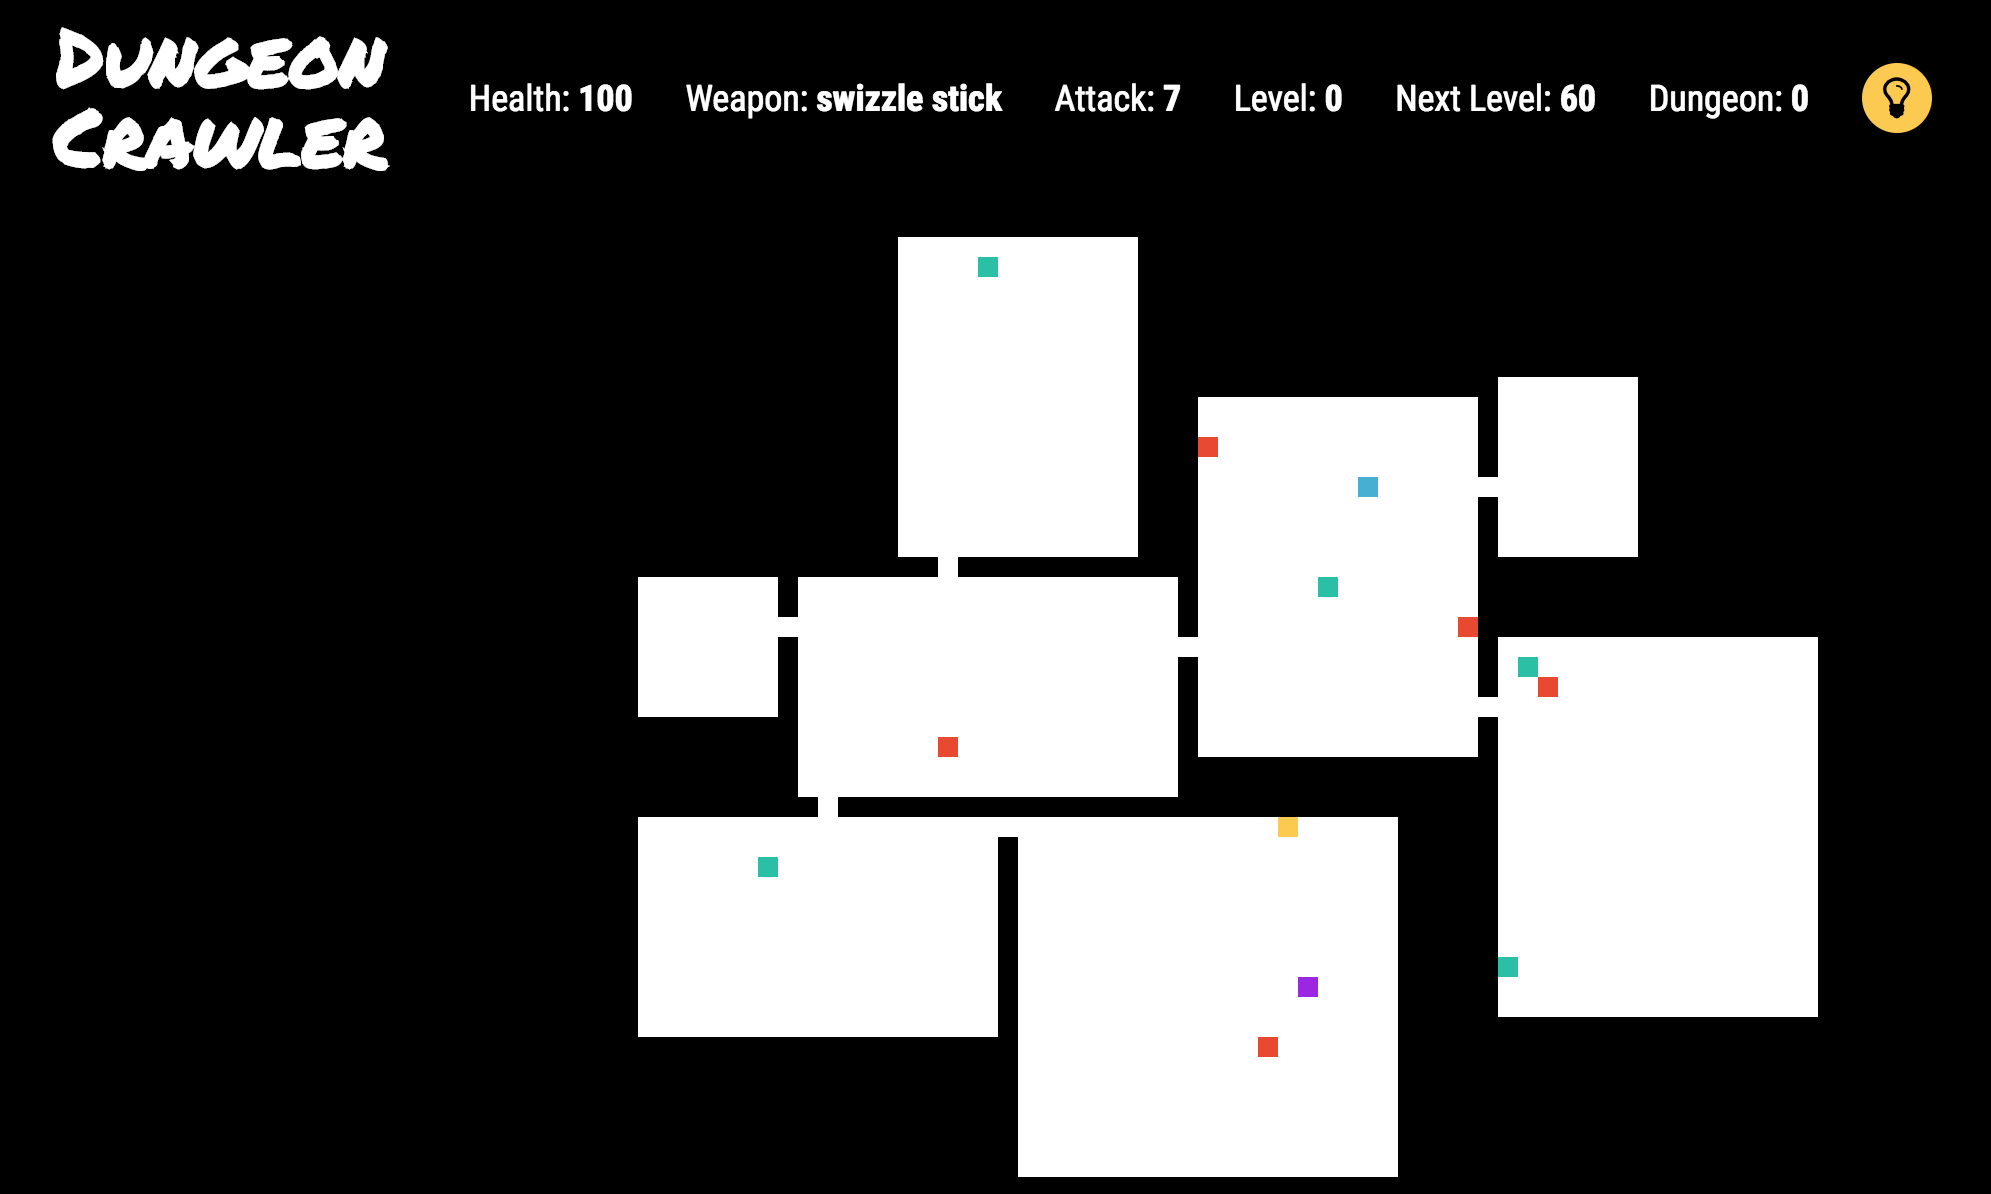 DUNGEON
CRAWLER
Health: 100 Weapon: swizzle stick Attack: 7 Level: 0 Next Level: 60 Dungeon: 0